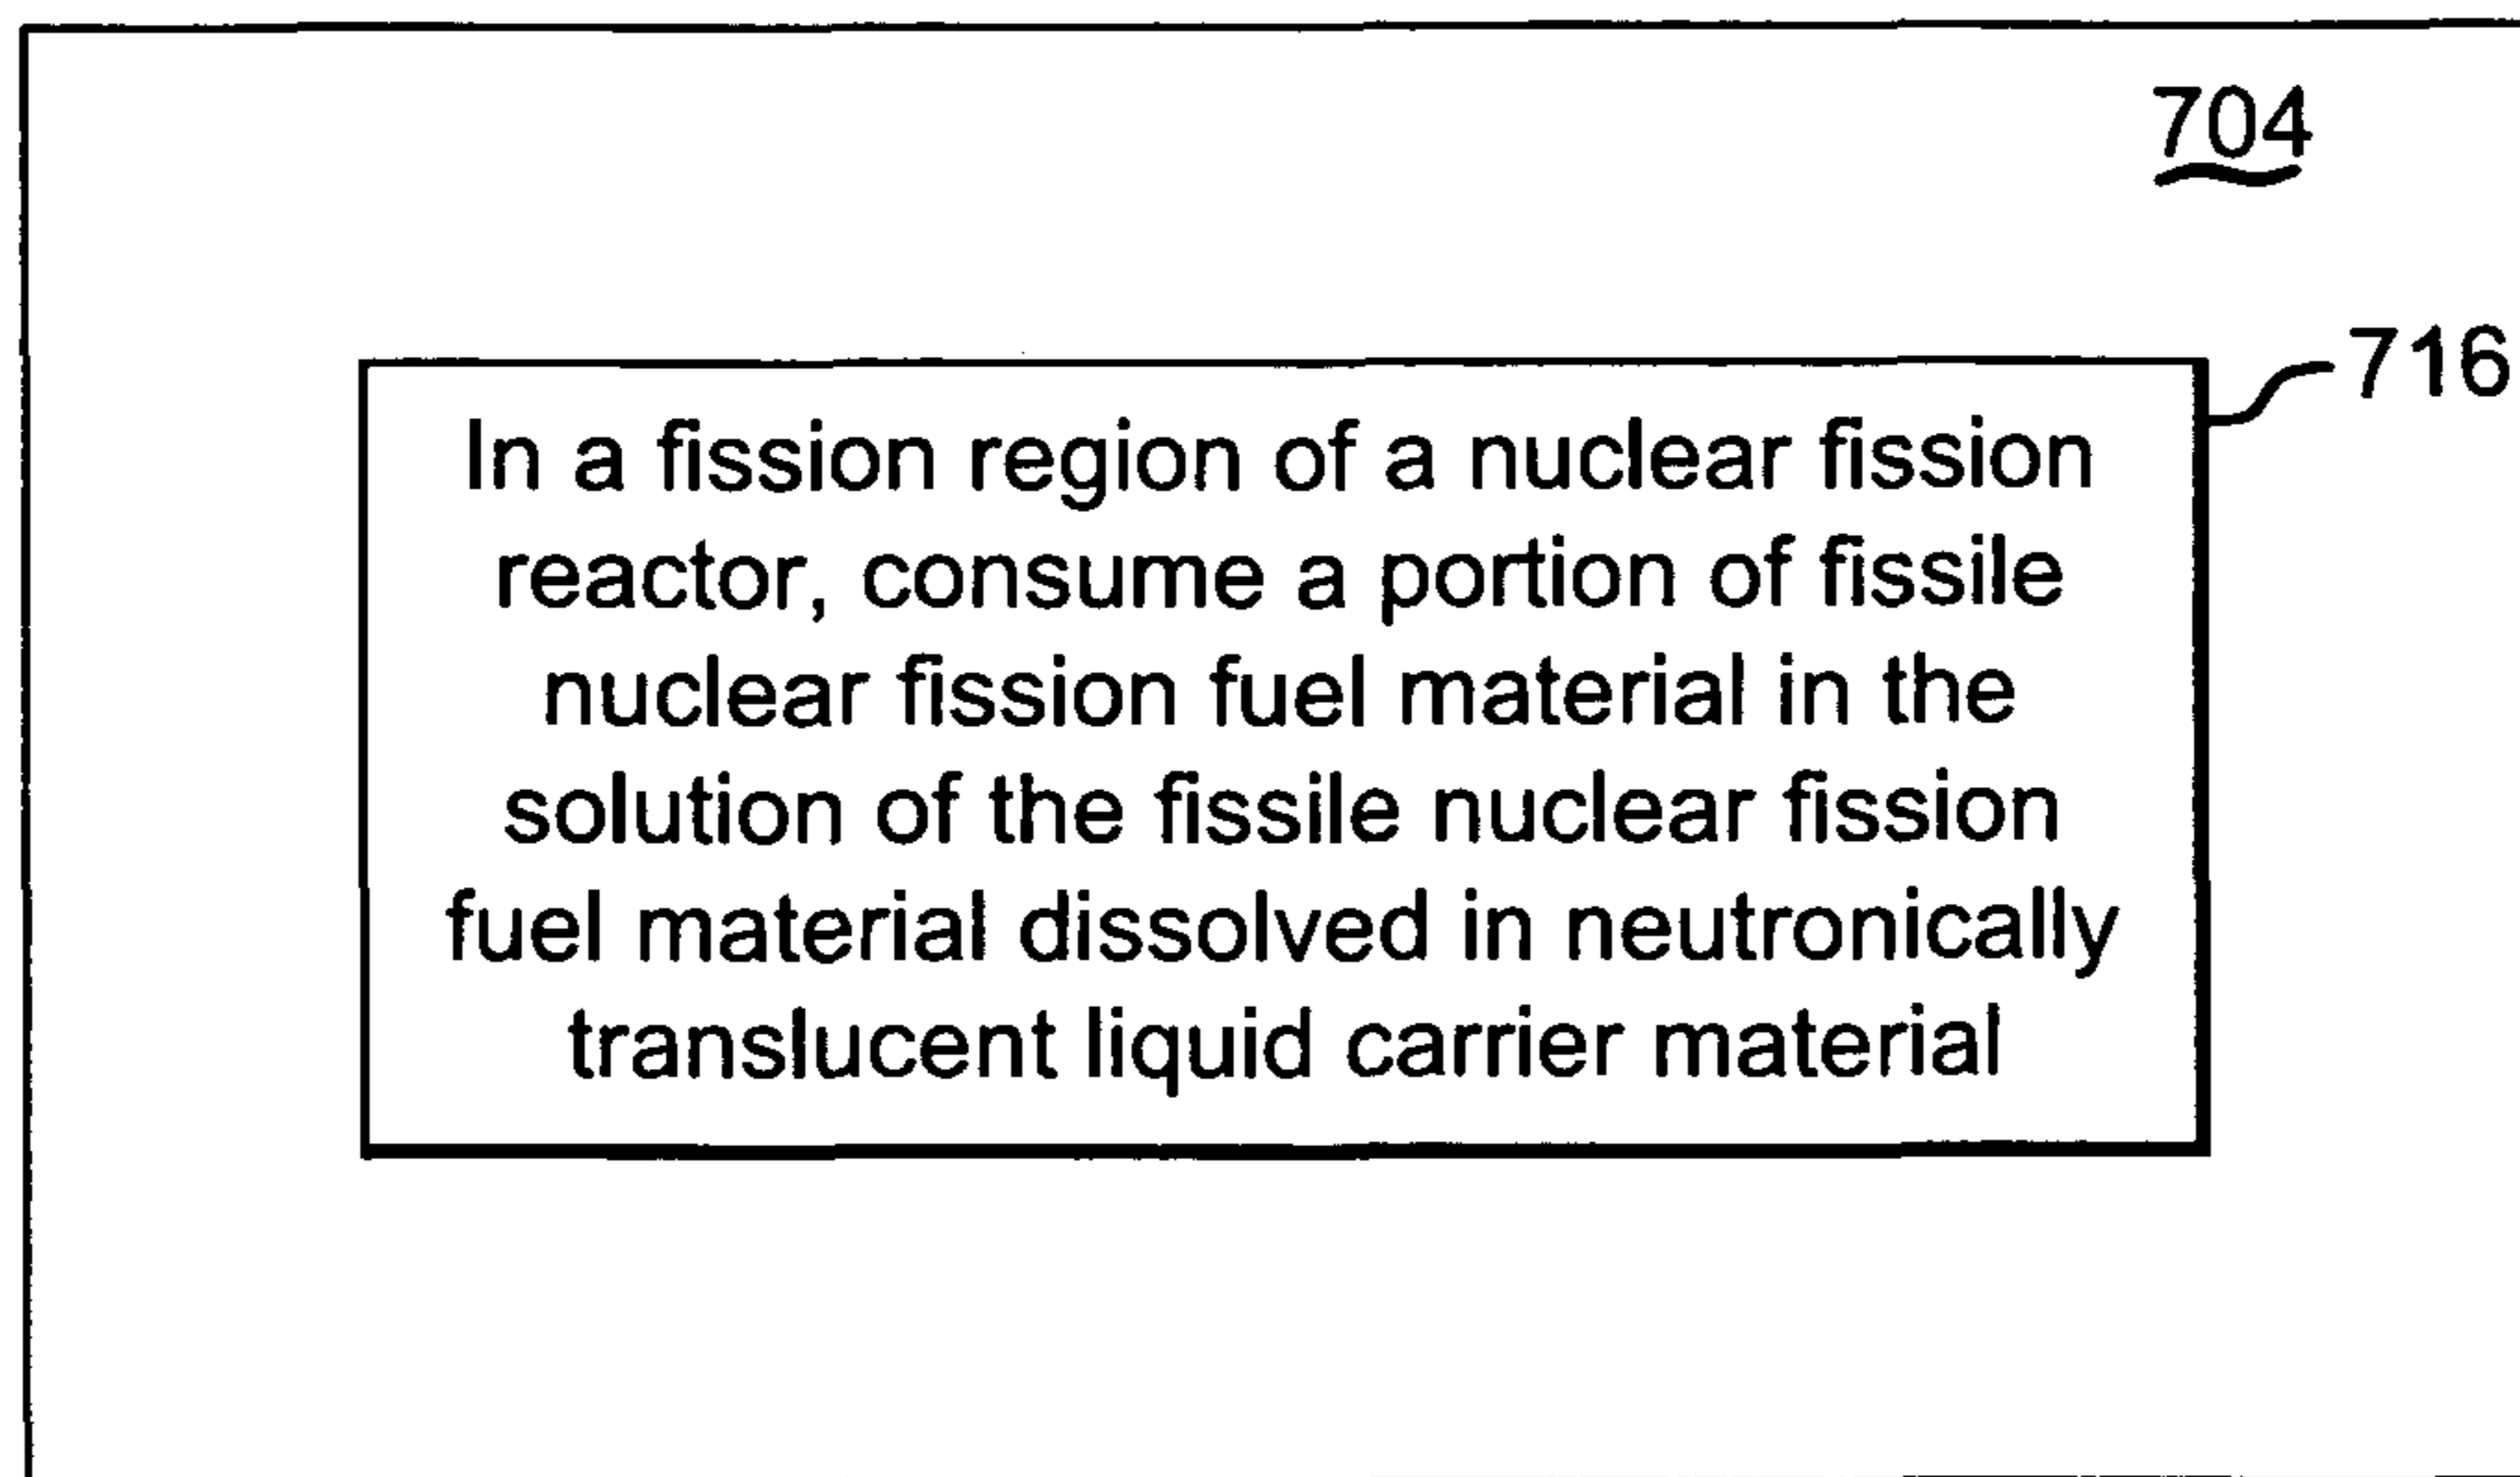 704
716
In a fission region of a nuclear fission
reactor, consume a portion of fissile
nuclear fission fuel material in the
solution of the fissile nuclear fission
fuel material dissolved in neutronically
translucent liquid carrier material